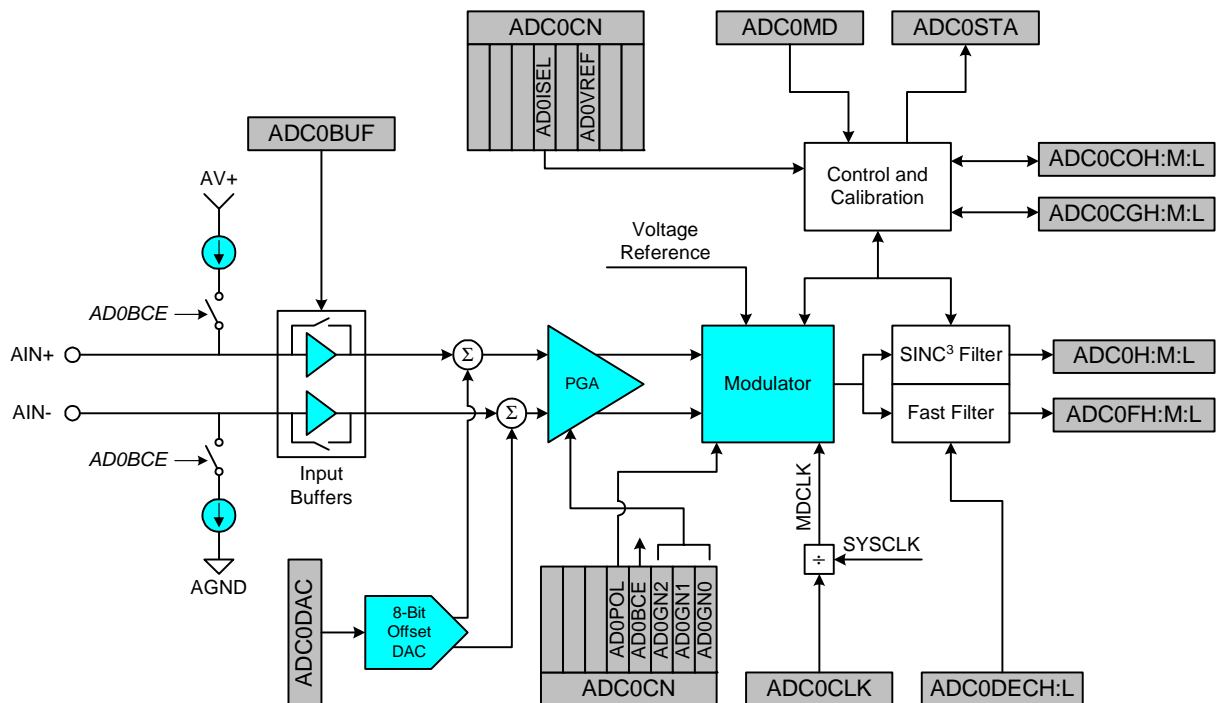 ADC0CN
AD0ISEL
AD0VREF
ADC0MD
ADC0STA
ADC0BUF
AV+
Control and
Calibration
ADC0COH:M:L
ADC0CGH:M:L
Voltage
Reference
AD0BCE
AIN+
Σ
PGA
Modulator
SINC³ Filter
ADC0H:M:L
AIN-
Σ
Fast Filter
ADC0FH:M:L
AD0BCE
Input
Buffers
MDCLK
SYSCLK
÷
AGND
ADC0DAC
8-Bit
Offset
DAC
AD0POL
AD0BCE
AD0GN2
AD0GN1
AD0GN0
ADC0CN
ADC0CLK
ADC0DECH:L